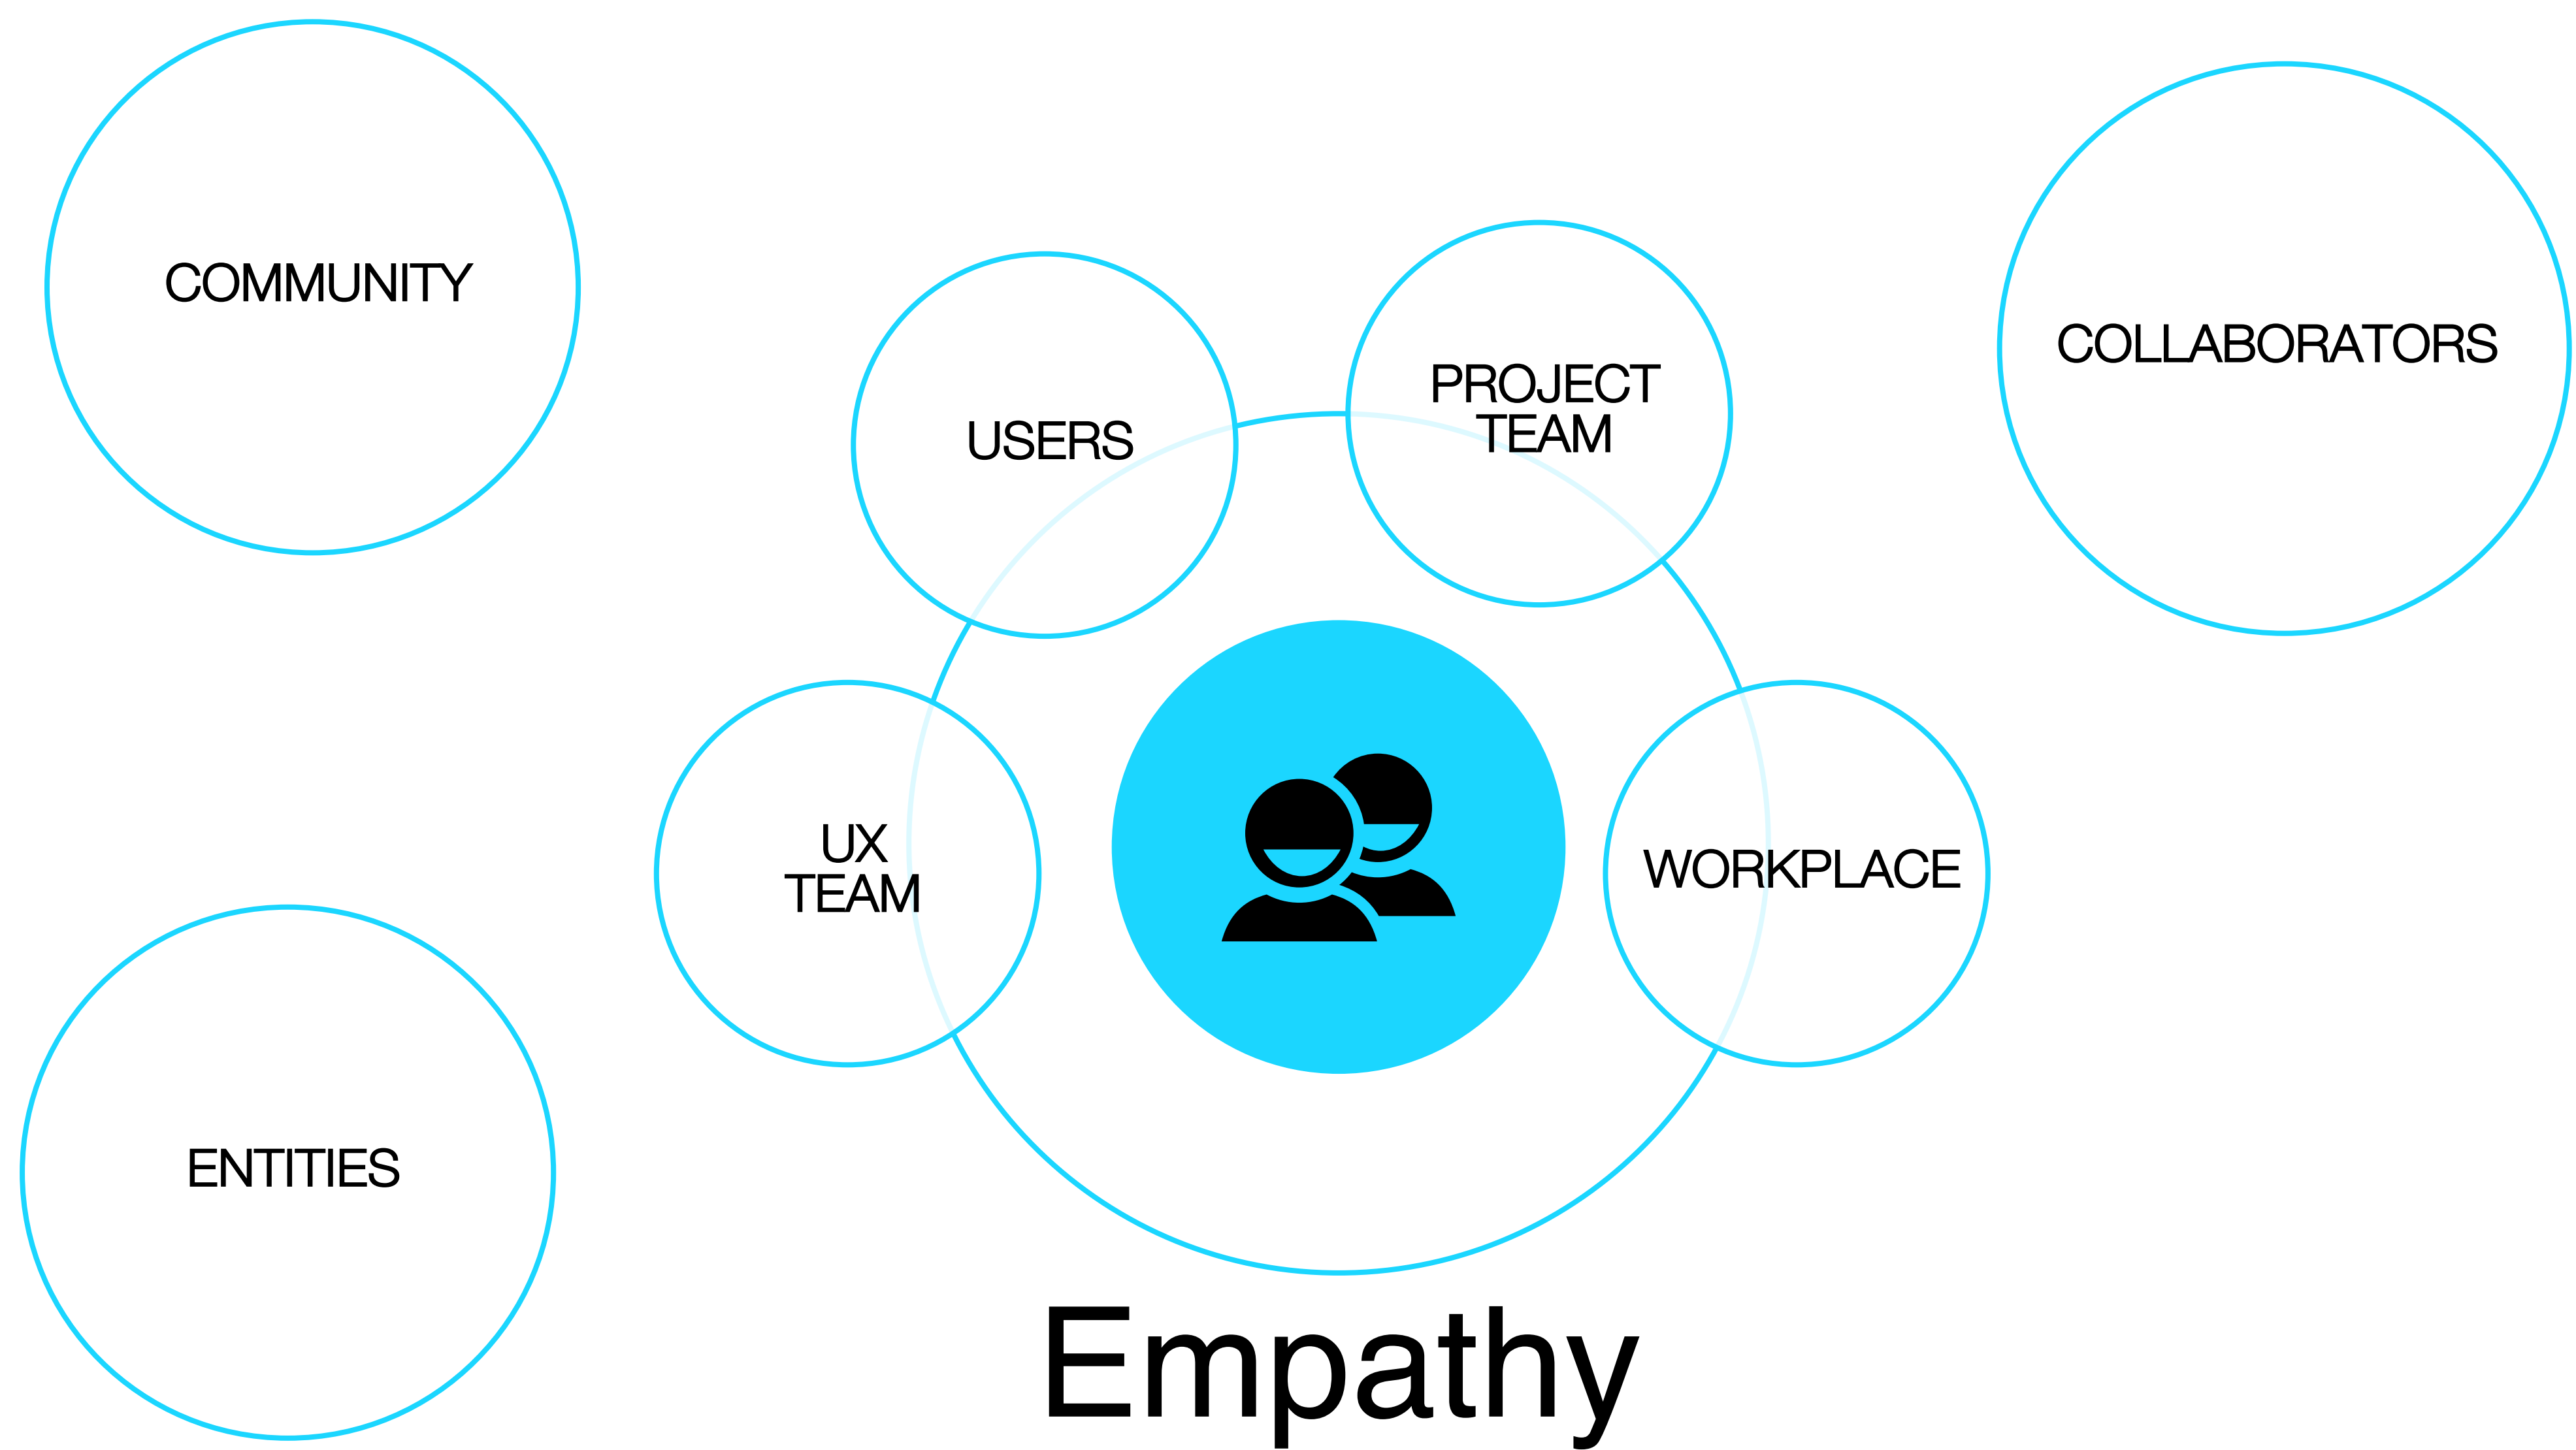 COMMUNITY
COLLABORATORS
USERS
PROJECT
TEAM
UX
TEAM
WORKPLACE
ENTITIES
Empathy